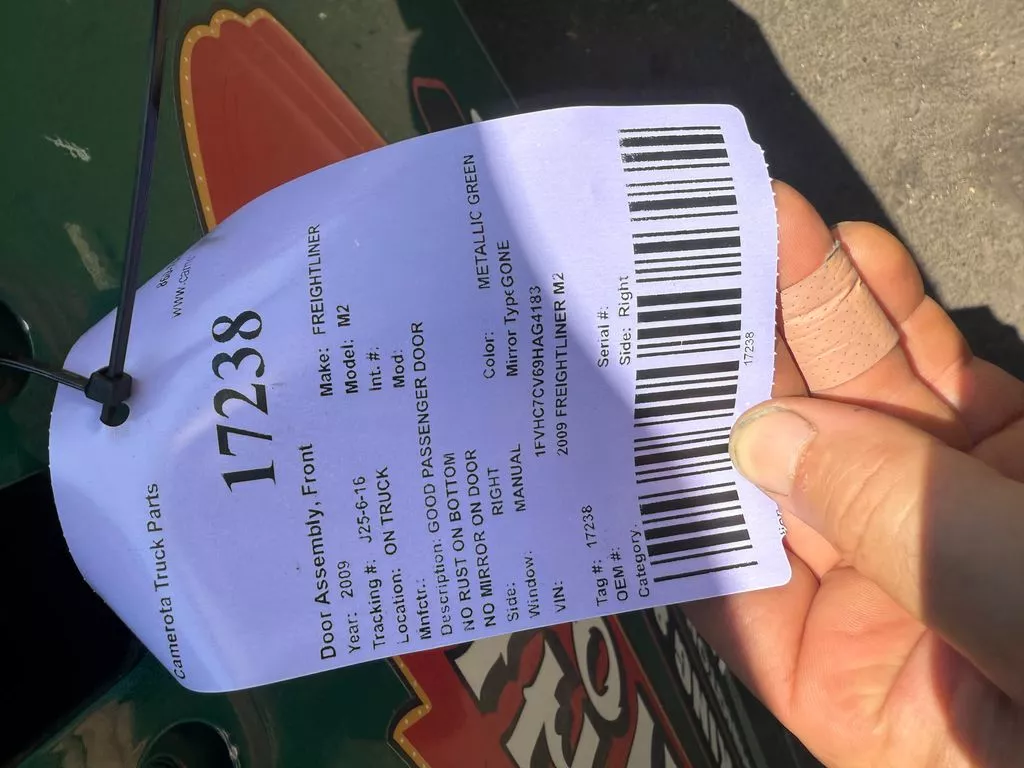 Camerota Truck Parts
17238
Door Assembly, Front
Year: 2009 Make: FREIGHTLINER
Tracking #: J25-6-16 Model: M2
Location: ON TRUCK Int. #:
Mnfctr.: Mod:
Description: GOOD PASSENGER DOOR
NO RUST ON BOTTOM
NO MIRROR ON DOOR
Side: RIGHT Color: METALLIC GREEN
Window: MANUAL Mirror Type GONE
VIN: 1FVHC7CV69HAG4183
2009 FREIGHTLINER M2
Tag #: 17238 Serial #:
OEM #: Side: Right
Category:
17238